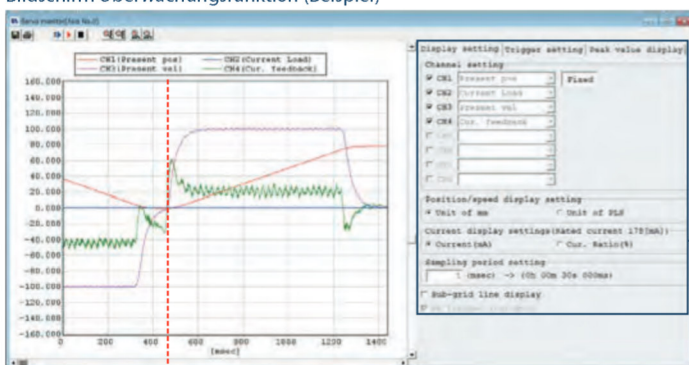 Bildschirm Überwachungsfunktion (Beispiel)
Servo monitor[Axis No.0]
CH1(Present pos)
CH2(Current Load)
CH3(Present vel)
CH4(Cur. feedback)
160.000
140.000
120.000
100.000
80.000
60.000
40.000
20.000
0.000
-20.000
-40.000
-60.000
-80.000
-100.000
-120.000
-140.000
-160.000
0 200 400 600 800 1000 1200 1400
[msec]
Display setting Trigger setting Peak value display
Channel setting
CH1 Present pos Fixed
CH2 Current Load
CH3 Present vel
CH4 Cur. feedback
Position/speed display setting
Unit of mm Unit of PLS
Current display settings(Rated current 178[mA])
Current(mA) Cur. Ratio(%)
Sampling period setting
(msec) -> (0h 00m 30s 000ms)
Sub-grid line display